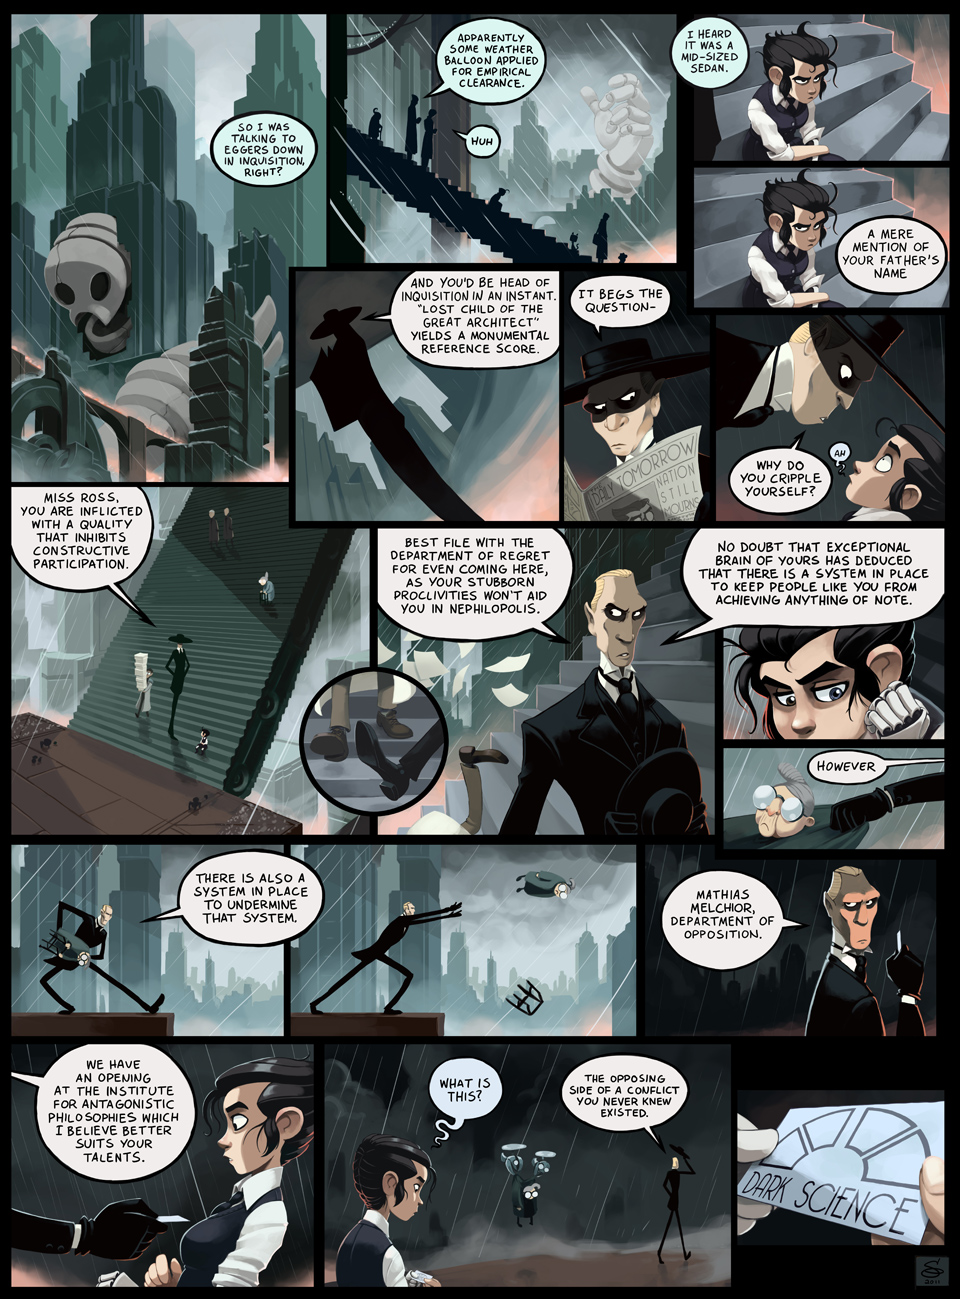 SO I WAS
TALKING TO
EGGERS DOWN
IN INQUISITION,
RIGHT?
APPARENTLY
SOME WEATHER
BALLOON APPLIED
FOR EMPIRICAL
CLEARANCE.
HUH
I HEARD
IT WAS A
MID-SIZED
SEDAN.
A MERE
MENTION OF
YOUR FATHER'S
NAME
AND YOU'D BE HEAD OF
INQUISITION IN AN INSTANT.
"LOST CHILD OF THE
GREAT ARCHITECT"
YIELDS A MONUMENTAL
REFERENCE SCORE.
IT BEGS THE
QUESTION-
DAILY TOMORROW
NATION
STILL
MOURNS
WHY DO
YOU CRIPPLE
YOURSELF?
AH
MISS ROSS,
YOU ARE INFLICTED
WITH A QUALITY
THAT INHIBITS
CONSTRUCTIVE
PARTICIPATION.
BEST FILE WITH THE
DEPARTMENT OF REGRET
FOR EVEN COMING HERE,
AS YOUR STUBBORN
PROCLIVITIES WON'T AID
YOU IN NEPHILOPOLIS.
NO DOUBT THAT EXCEPTIONAL
BRAIN OF YOURS HAS DEDUCED
THAT THERE IS A SYSTEM IN PLACE
TO KEEP PEOPLE LIKE YOU FROM
ACHIEVING ANYTHING OF NOTE.
HOWEVER
THERE IS ALSO A
SYSTEM IN PLACE
TO UNDERMINE
THAT SYSTEM.
MATHIAS
MELCHIOR,
DEPARTMENT OF
OPPOSITION.
WE HAVE
AN OPENING
AT THE INSTITUTE
FOR ANTAGONISTIC
PHILOSOPHIES WHICH
I BELIEVE BETTER
SUITS YOUR
TALENTS.
WHAT IS
THIS?
THE OPPOSING
SIDE OF A CONFLICT
YOU NEVER KNEW
EXISTED.
DARK SCIENCE
2011